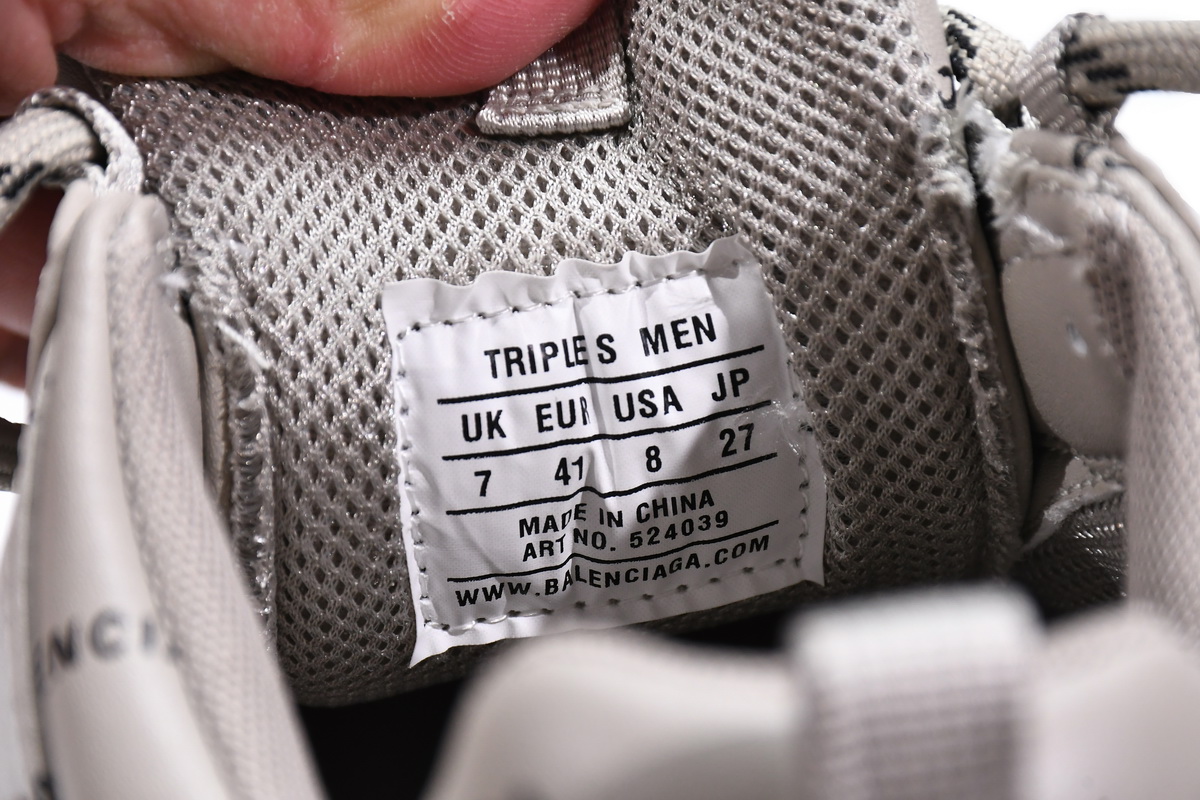 TRIPLE S MEN
UK EUR USA JP
7 41 8 27
MADE IN CHINA
ART NO. 524039
WWW.BALENCIAGA.COM